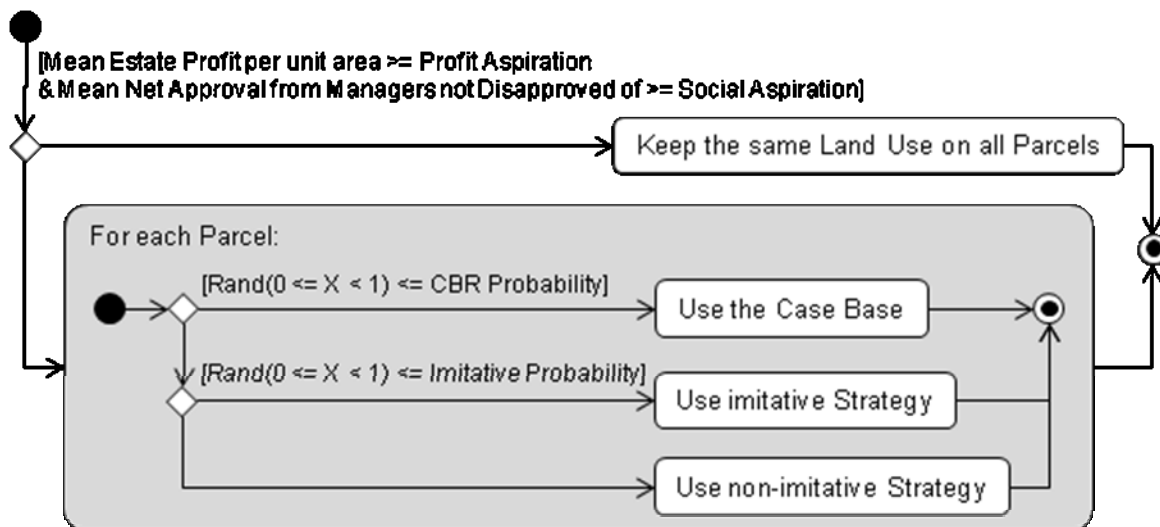 [Mean Estate Profit per unit area >= Profit Aspiration
& Mean Net Approval from Managers not Disapproved of >= Social Aspiration]
Keep the same Land Use on all Parcels
For each Parcel:
[Rand(0 <= X < 1) <= CBR Probability]
Use the Case Base
[Rand(0 <= X < 1) <= Imitative Probability]
Use imitative Strategy
Use non-imitative Strategy